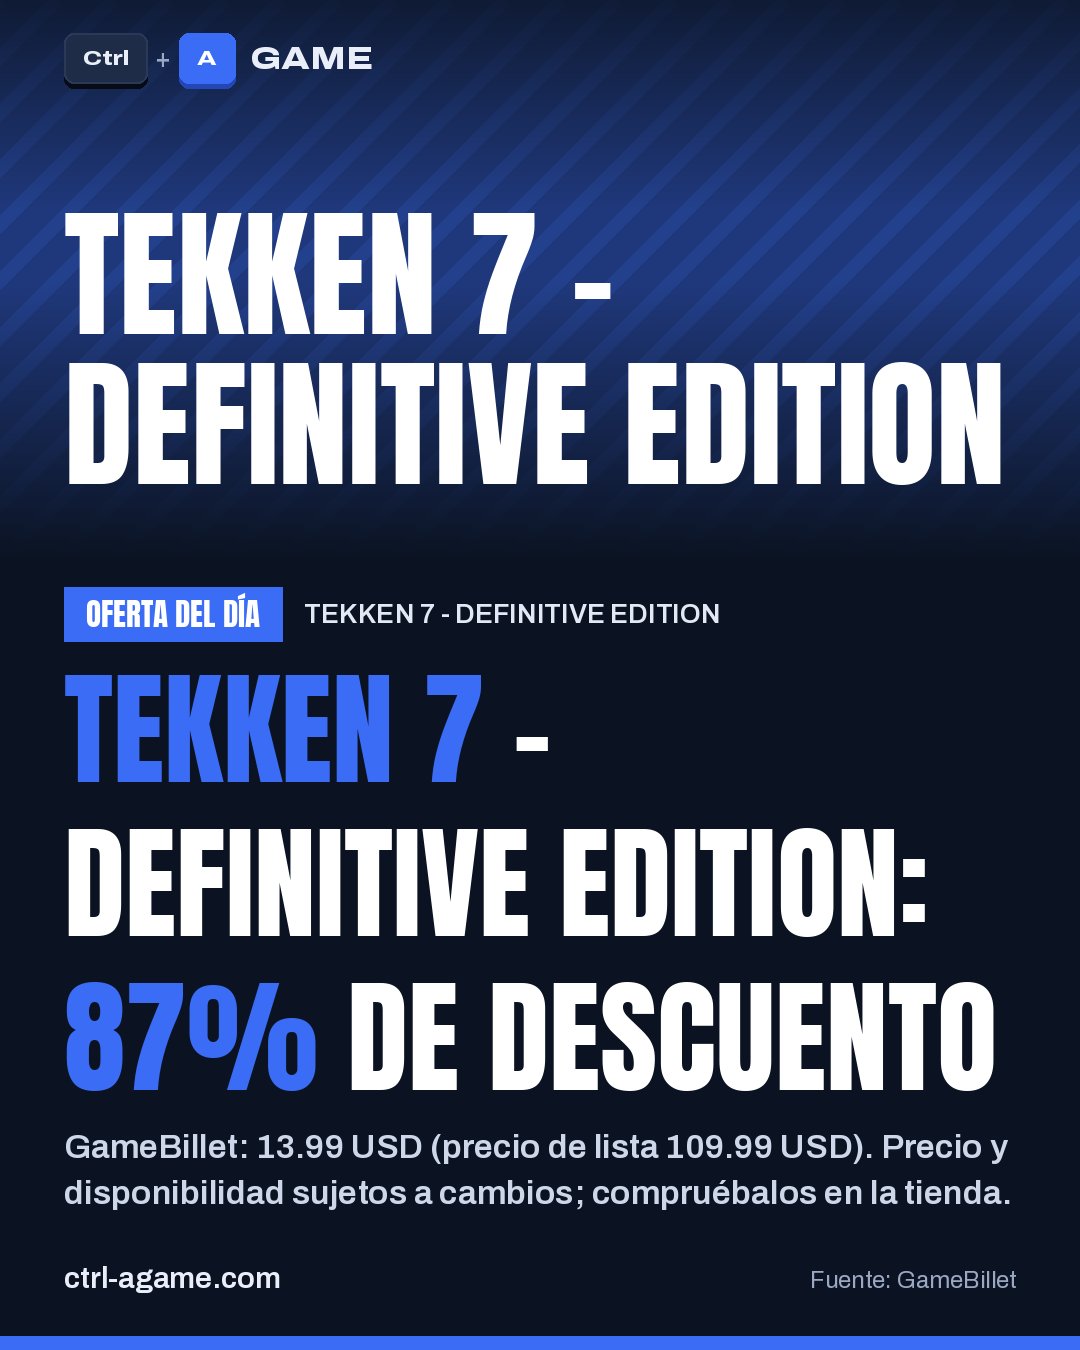 Ctrl + A GAME
TEKKEN 7 -
DEFINITIVE EDITION
OFERTA DEL DÍA TEKKEN 7 - DEFINITIVE EDITION
TEKKEN 7 -
DEFINITIVE EDITION:
87% DE DESCUENTO
GameBillet: 13.99 USD (precio de lista 109.99 USD). Precio y
disponibilidad sujetos a cambios; compruébalos en la tienda.
ctrl-agame.com Fuente: GameBillet